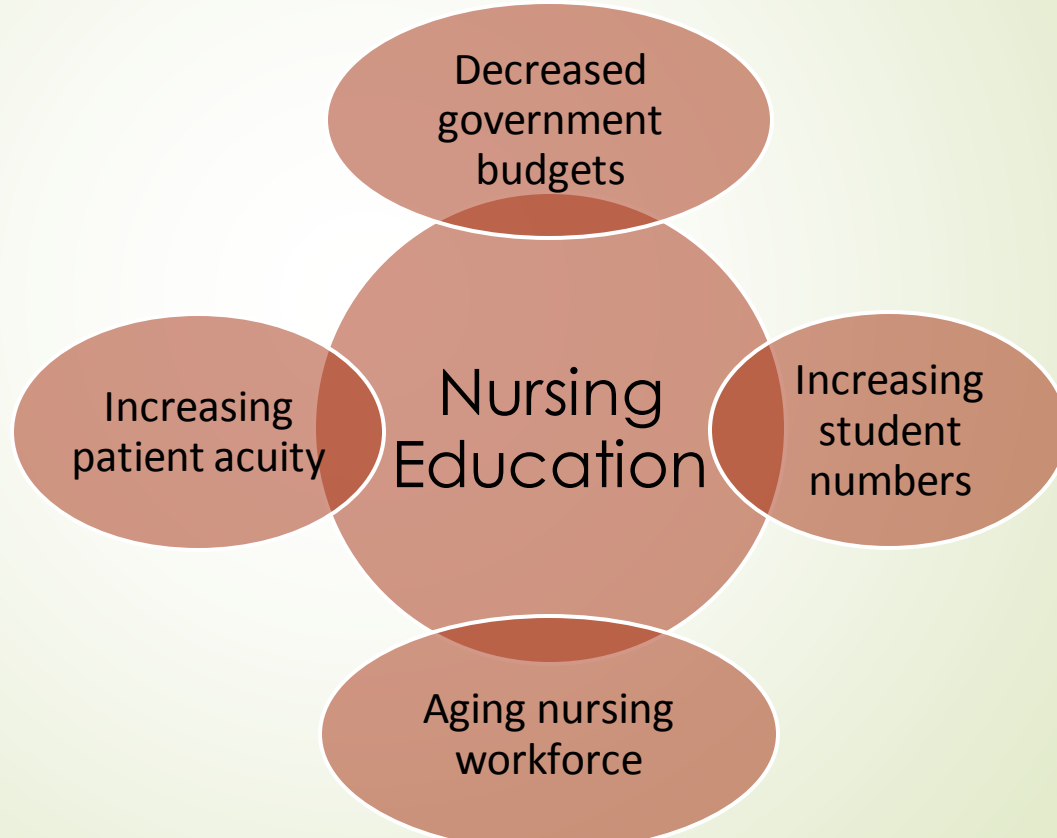 Decreased
government
budgets
Increasing
patient acuity
Nursing
Education
Increasing
student
numbers
Aging nursing
workforce